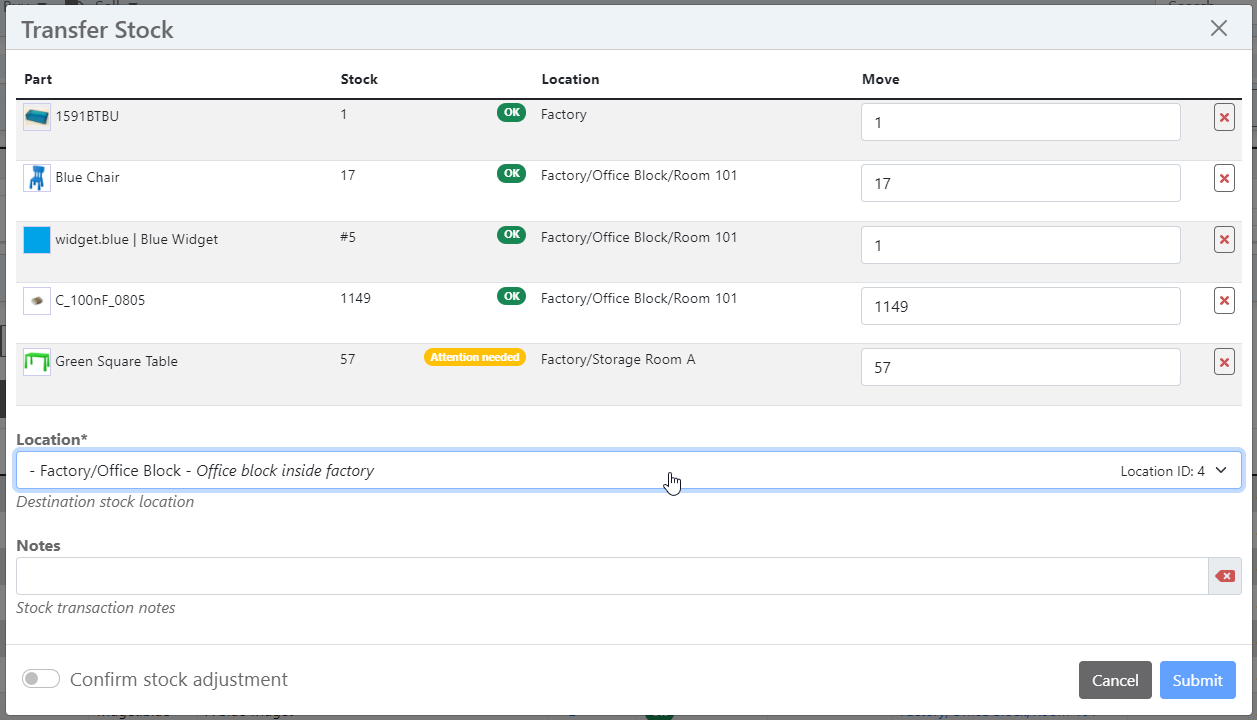 Transfer Stock
Part Stock Location Move
1591BTBU 1 OK Factory 1
Blue Chair 17 OK Factory/Office Block/Room 101 17
widget.blue | Blue Widget #5 OK Factory/Office Block/Room 101 1
C_100nF_0805 1149 OK Factory/Office Block/Room 101 1149
Green Square Table 57 Attention needed Factory/Storage Room A 57
Location*
- Factory/Office Block - Office block inside factory Location ID: 4
Destination stock location
Notes
Stock transaction notes
Confirm stock adjustment Cancel Submit